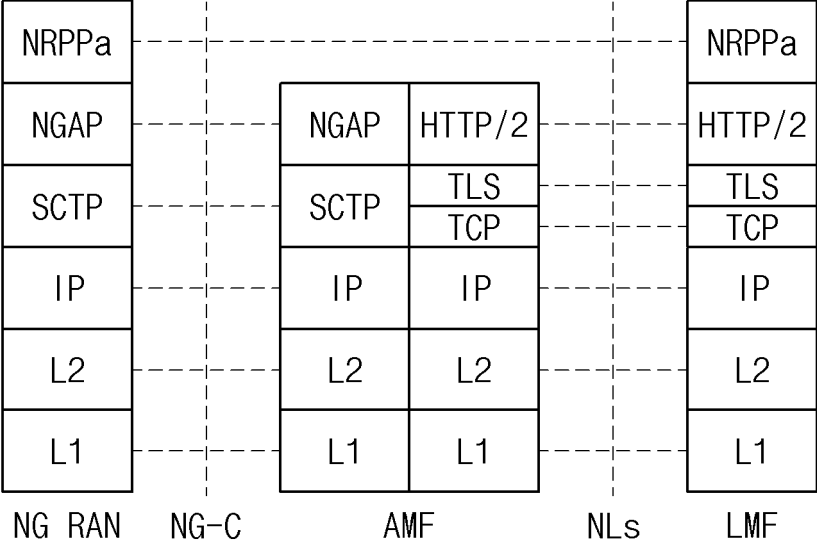 NRPPa NRPPa
NGAP NGAP HTTP/2 HTTP/2
SCTP SCTP TLS TLS
TCP TCP
IP IP IP IP
L2 L2 L2 L2
L1 L1 L1 L1
NG RAN NG-C AMF NLs LMF